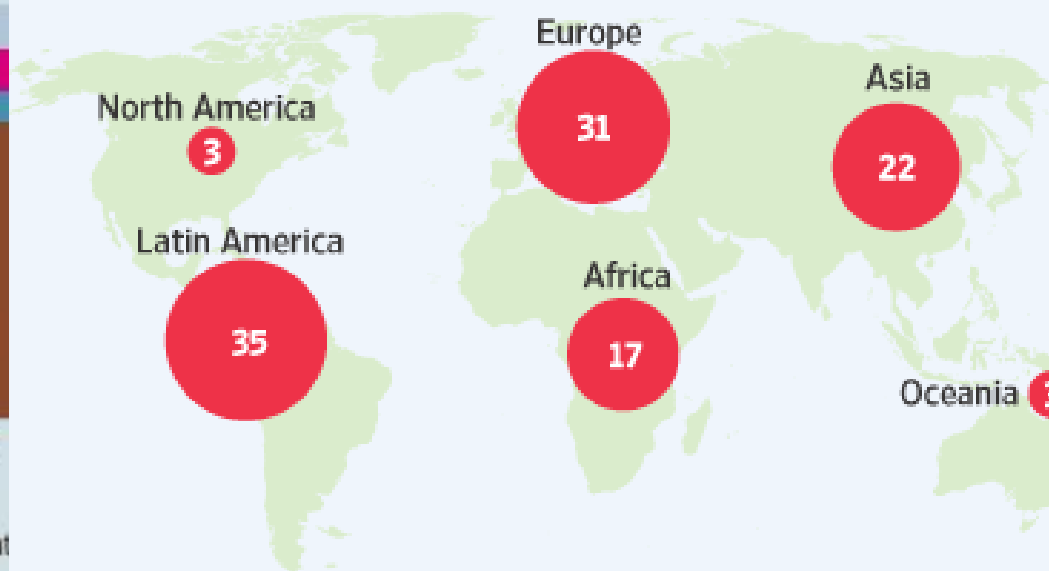 Europe
31
Asia
22
North America
3
Latin America
35
Africa
17
Oceania